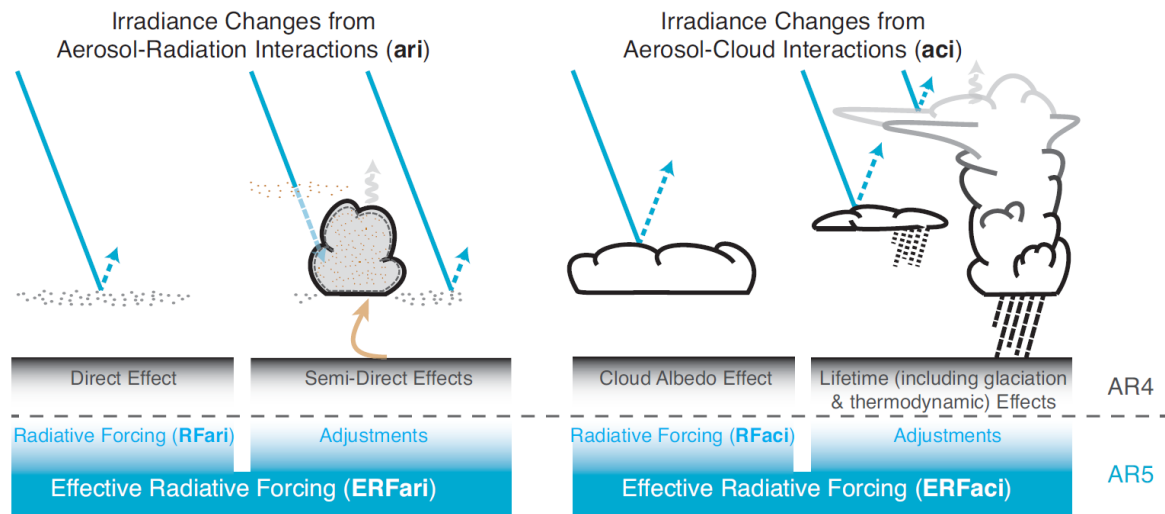 Irradiance Changes from
Aerosol-Radiation Interactions (ari)
Irradiance Changes from
Aerosol-Cloud Interactions (aci)
Direct Effect
Semi-Direct Effects
Cloud Albedo Effect
Lifetime (including glaciation
& thermodynamic) Effects
AR4
Radiative Forcing (RFari)
Adjustments
Radiative Forcing (RFaci)
Adjustments
AR5
Effective Radiative Forcing (ERFari)
Effective Radiative Forcing (ERFaci)